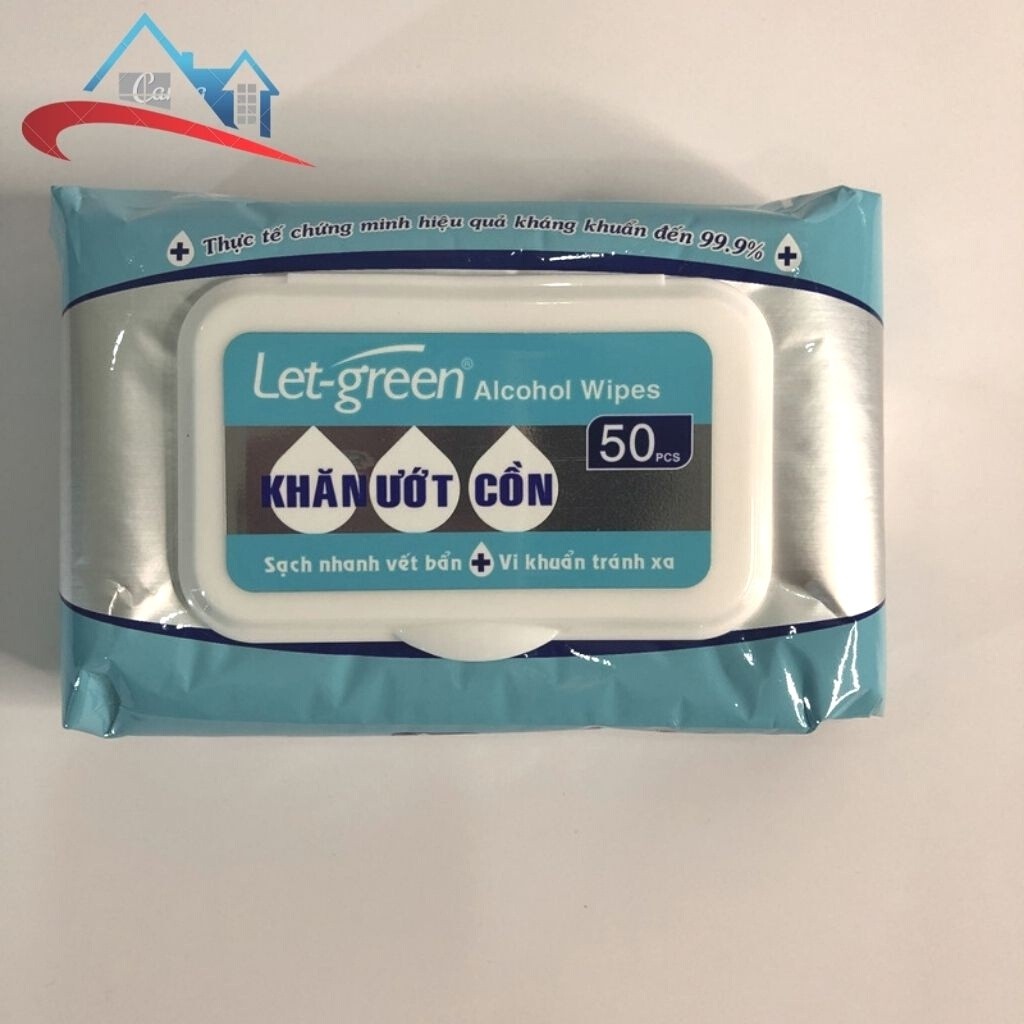 Thực tế chứng minh hiệu quả kháng khuẩn đến 99.9%
Let-green® Alcohol Wipes
50 PCS
KHĂN ƯỚT CỒN
Sạch nhanh vết bẩn + Vi khuẩn tránh xa